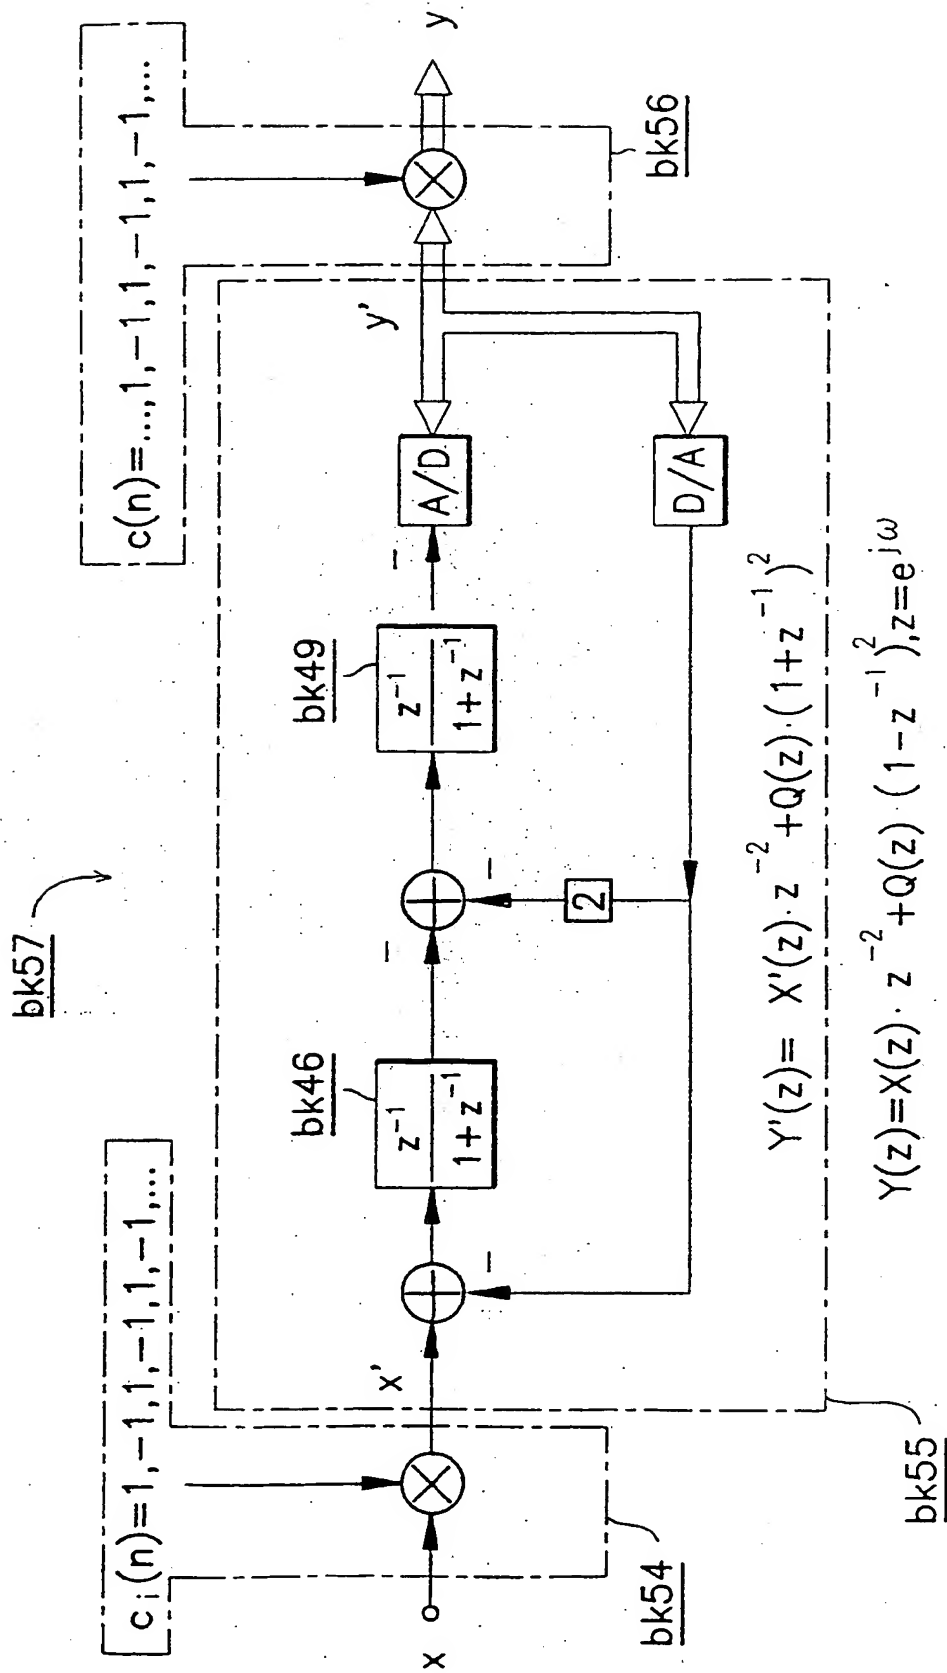 bk57
c_i(n)=1,-1,1,-1,1,-1,...
c(n)=...,1,-1,1,-1,1,-1,...
x
x'
-
bk46
z^{-1}
1+z^{-1}
-
-
2
bk49
z^{-1}
1+z^{-1}
-
A/D
D/A
y'
y
bk54
bk55
bk56
Y'(z)= X'(z)·z^{-2}+Q(z)·(1+z^{-1})^2
Y(z)=X(z)·z^{-2}+Q(z)·(1-z^{-1})^2,z=e^{jω}